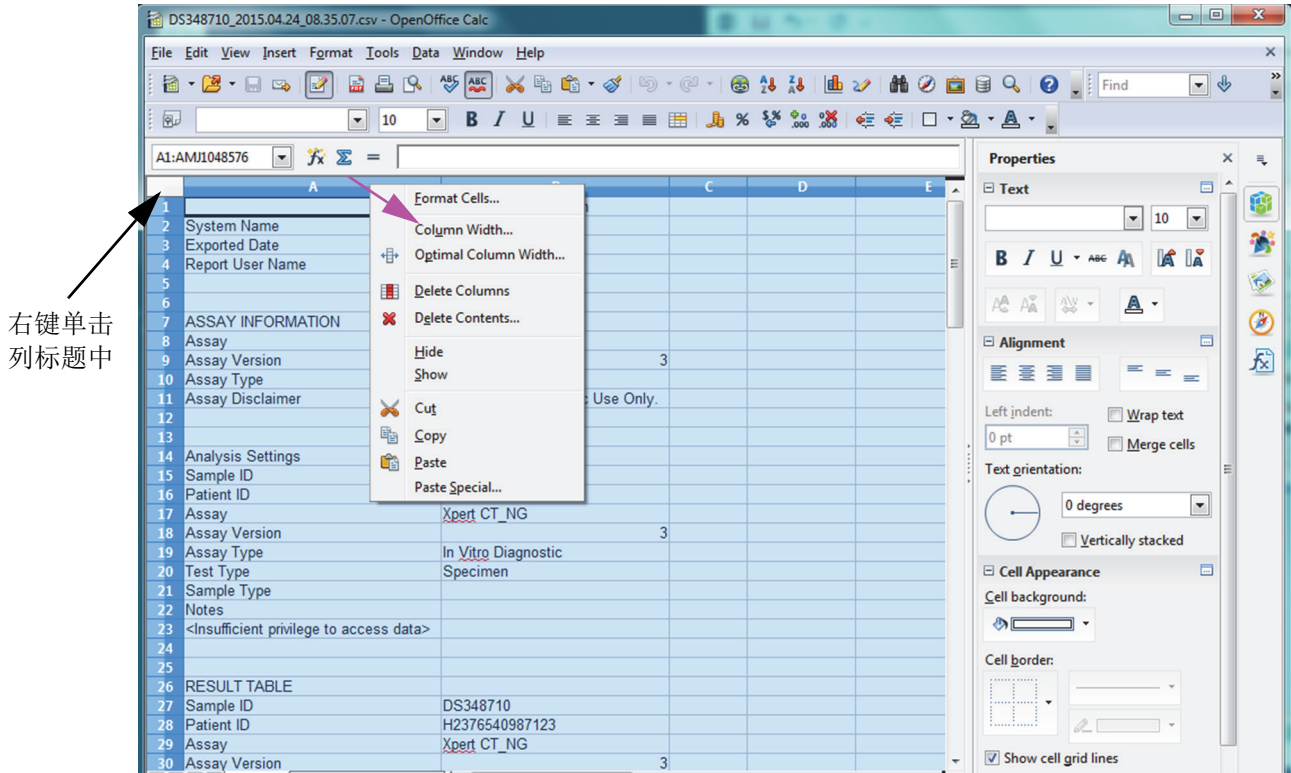 DS348710_2015.04.24_08.35.07.csv - OpenOffice Calc
File Edit View Insert Format Tools Data Window Help
Find
10
A1:AMJ1048576
Properties
A C D E
Text
10
1
2 System Name
3 Exported Date
4 Report User Name
5
6
7 ASSAY INFORMATION
8 Assay
9 Assay Version 3
10 Assay Type
11 Assay Disclaimer Use Only.
12
13
14 Analysis Settings
15 Sample ID
16 Patient ID
17 Assay Xpert CT_NG
18 Assay Version 3
19 Assay Type In Vitro Diagnostic
20 Test Type Specimen
21 Sample Type
22 Notes
23 <Insufficient privilege to access data>
24
25
26 RESULT TABLE
27 Sample ID DS348710
28 Patient ID H2376540987123
29 Assay Xpert CT_NG
30 Assay Version 3
Format Cells...
Column Width...
Optimal Column Width...
Delete Columns
Delete Contents...
Hide
Show
Cut
Copy
Paste
Paste Special...
右键单击
列标题中
Alignment
Left indent:
0 pt
Wrap text
Merge cells
Text orientation:
0 degrees
Vertically stacked
Cell Appearance
Cell background:
Cell border:
Show cell grid lines